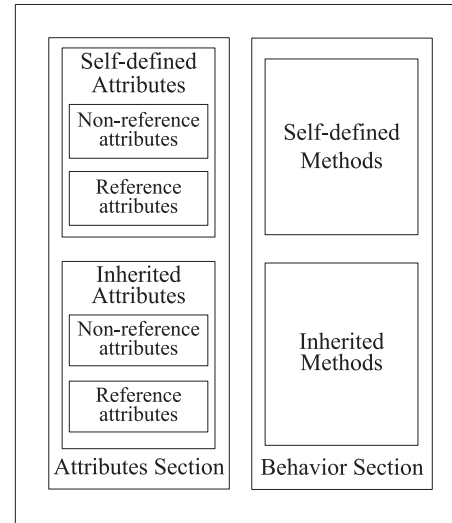 Self-defined
Attributes
Non-reference
attributes
Reference
attributes
Inherited
Attributes
Non-reference
attributes
Reference
attributes
Attributes Section
Self-defined
Methods
Inherited
Methods
Behavior Section